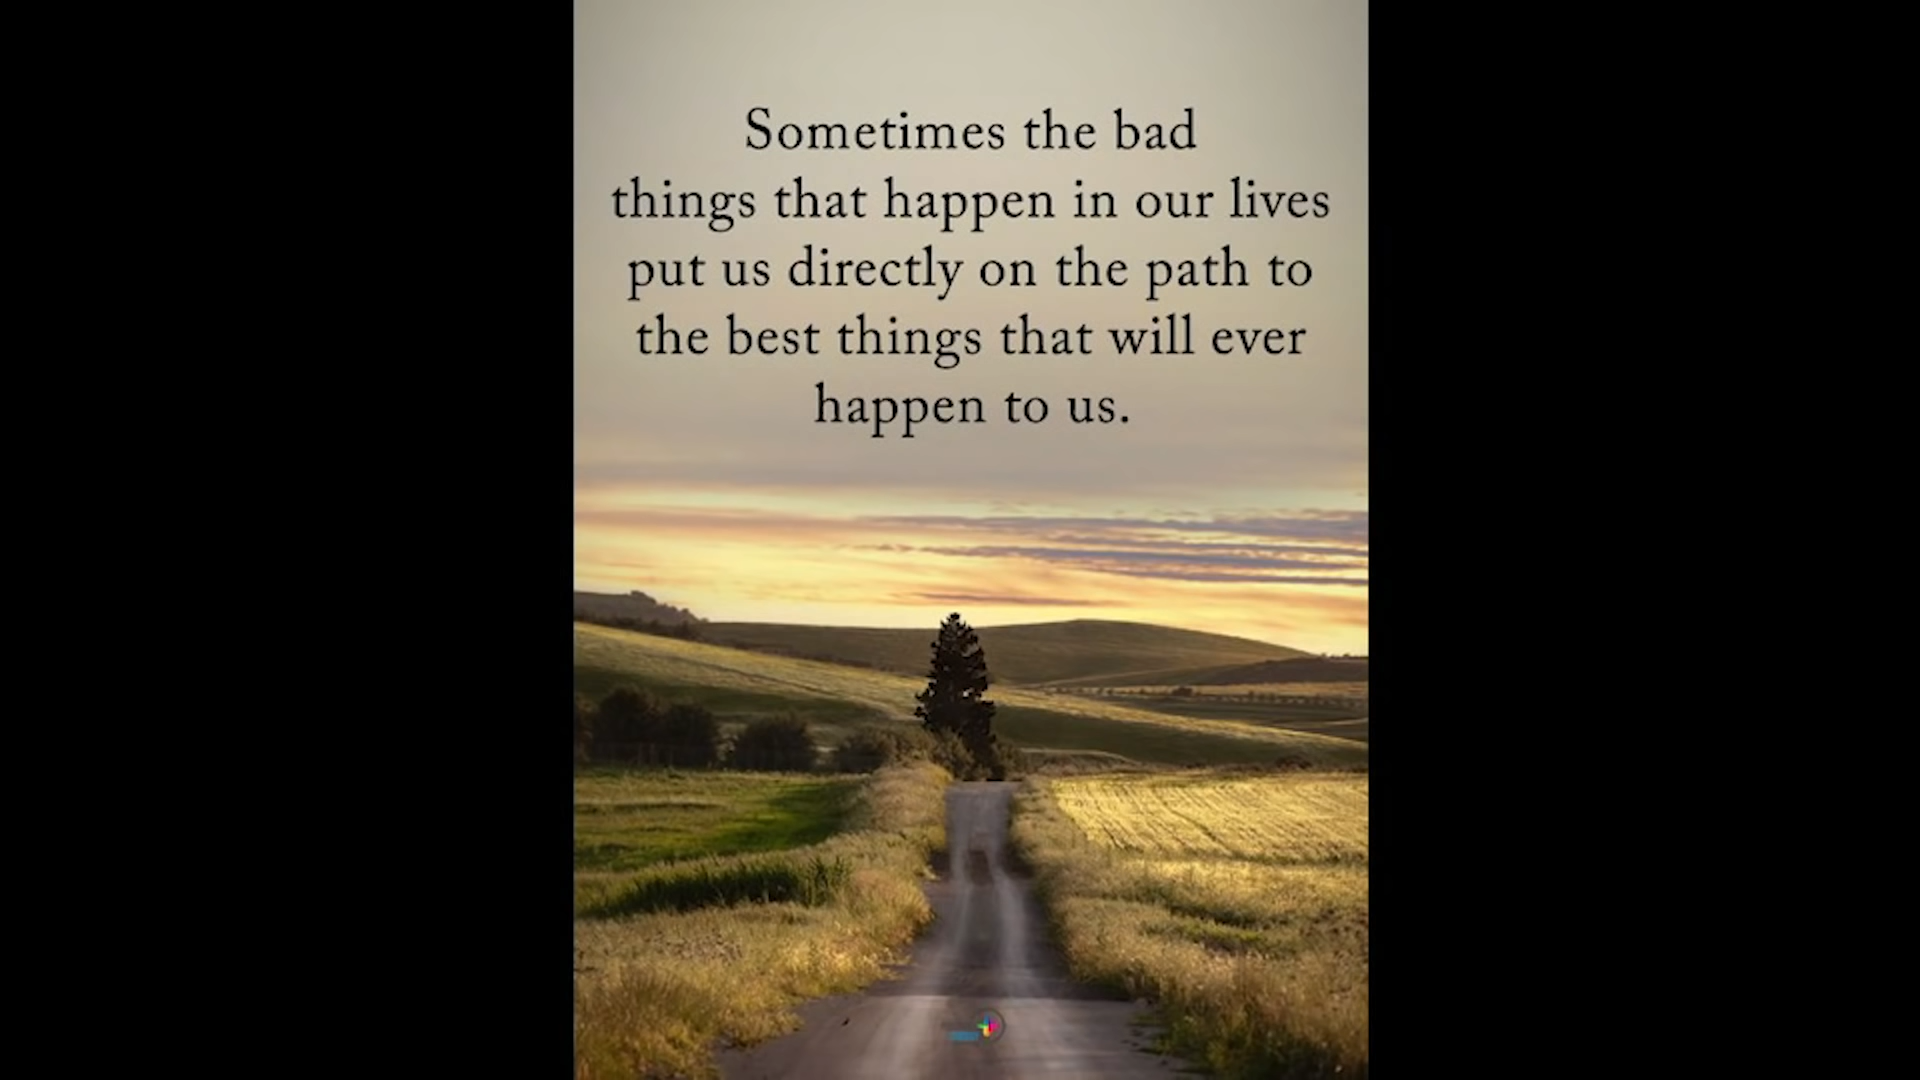 Sometimes the bad
things that happen in our lives
put us directly on the path to
the best things that will ever
happen to us.